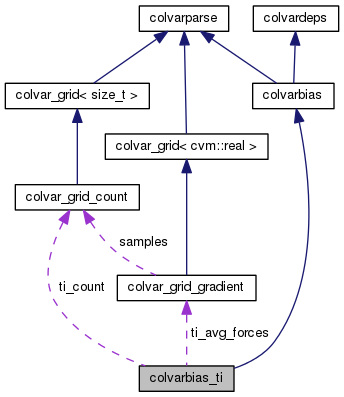 colvarparse
colvardeps
colvar_grid< size_t >
colvarbias
colvar_grid< cvm::real >
colvar_grid_count
samples
ti_count
colvar_grid_gradient
ti_avg_forces
colvarbias_ti